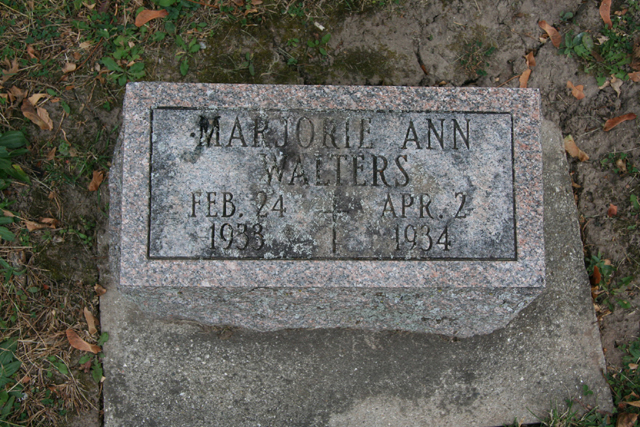 MARJORIE ANN
WALTERS
FEB. 24 APR. 2
1933 1934